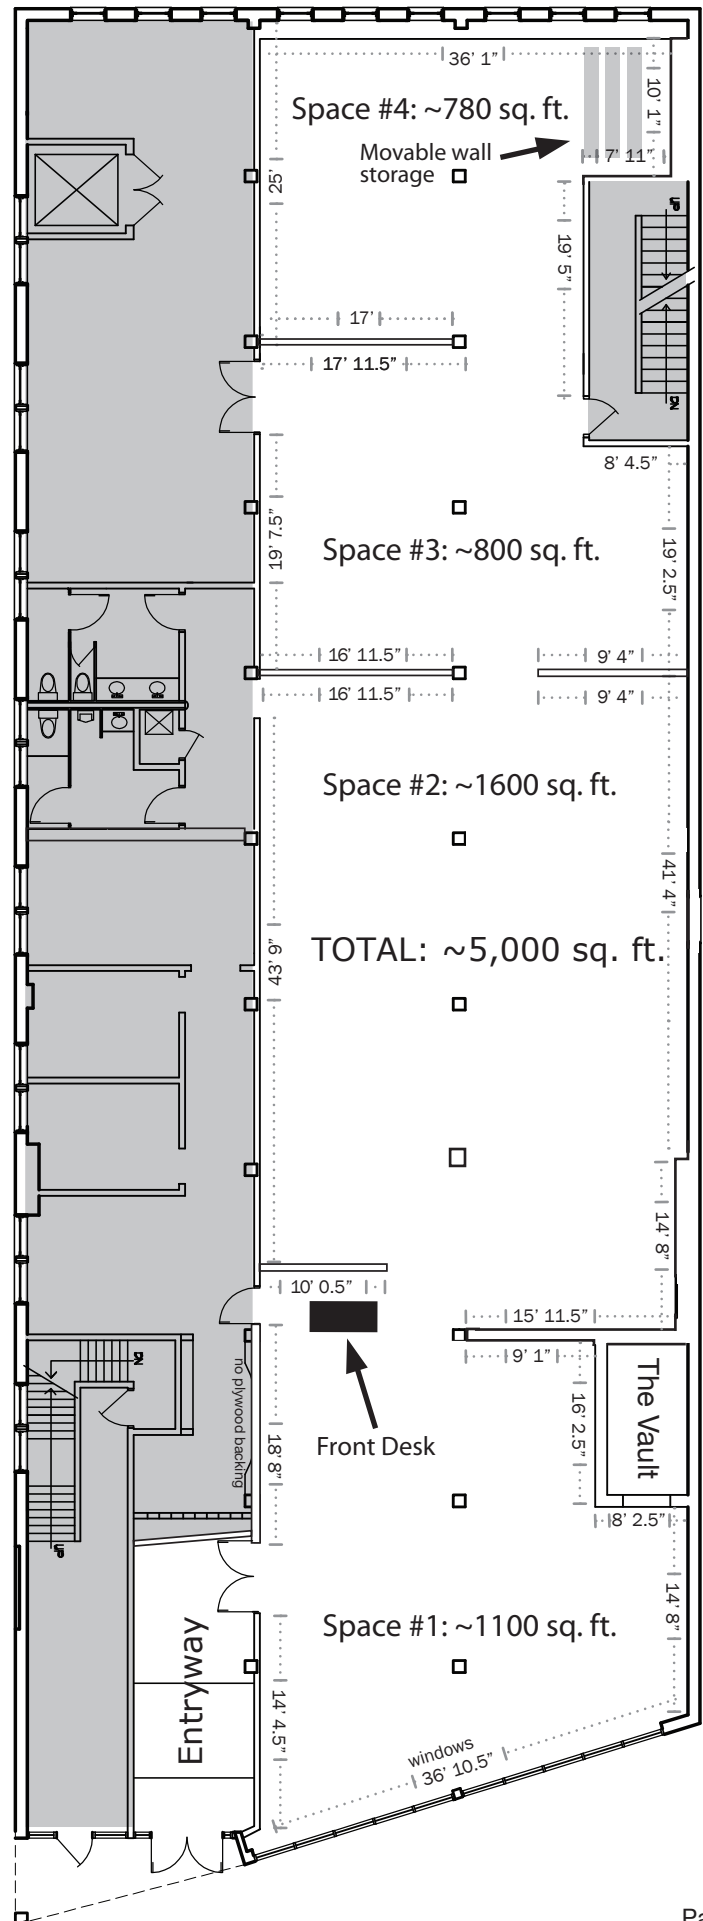 36' 1"
10' 1"
Space #4: ~780 sq. ft.
Movable wall
storage
7' 11"
25'
UP
19' 5"
17'
17' 11.5"
DN
8' 4.5"
19' 7.5"
Space #3: ~800 sq. ft.
19' 2.5"
16' 11.5"
9' 4"
16' 11.5"
9' 4"
Space #2: ~1600 sq. ft.
41' 4"
TOTAL: ~5,000 sq. ft.
43' 9"
14' 8"
10' 0.5"
15' 11.5"
9' 1"
DN
no plywood backing
The Vault
16' 2.5"
Front Desk
18' 8"
8' 2.5"
UP
14' 8"
Space #1: ~1100 sq. ft.
Entryway
14' 4.5"
windows
36' 10.5"
Pa